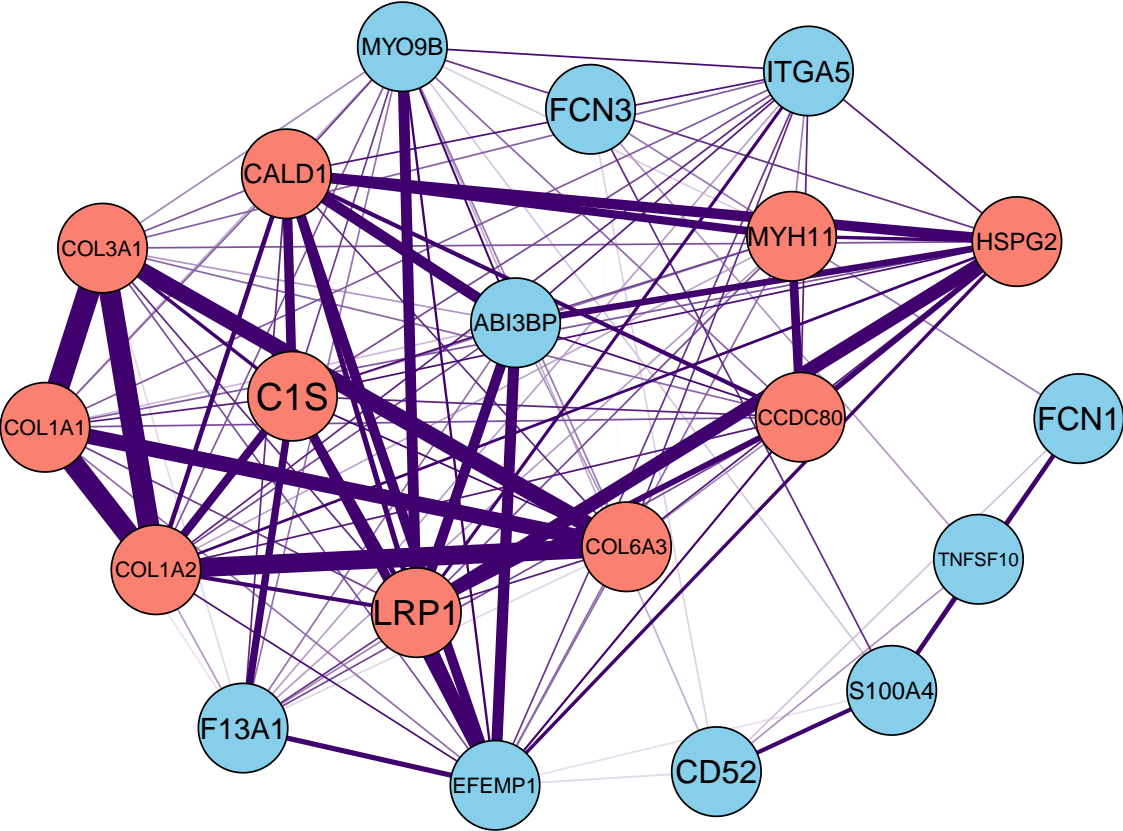 MYO9B
ITGA5
FCN3
CALD1
MYH11
HSPG2
COL3A1
ABI3BP
C1S
CCDC80
FCN1
COL1A1
COL6A3
TNFSF10
COL1A2
LRP1
S100A4
F13A1
CD52
EFEMP1